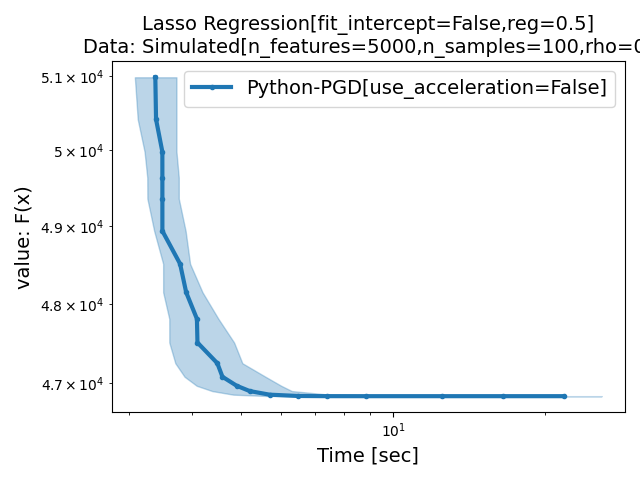 Lasso Regression[fit_intercept=False,reg=0.5]
Data: Simulated[n_features=5000,n_samples=100,rho=0
Python-PGD[use_acceleration=False]
5.1 × 10⁴
5 × 10⁴
4.9 × 10⁴
4.8 × 10⁴
4.7 × 10⁴
value: F(x)
10¹
Time [sec]